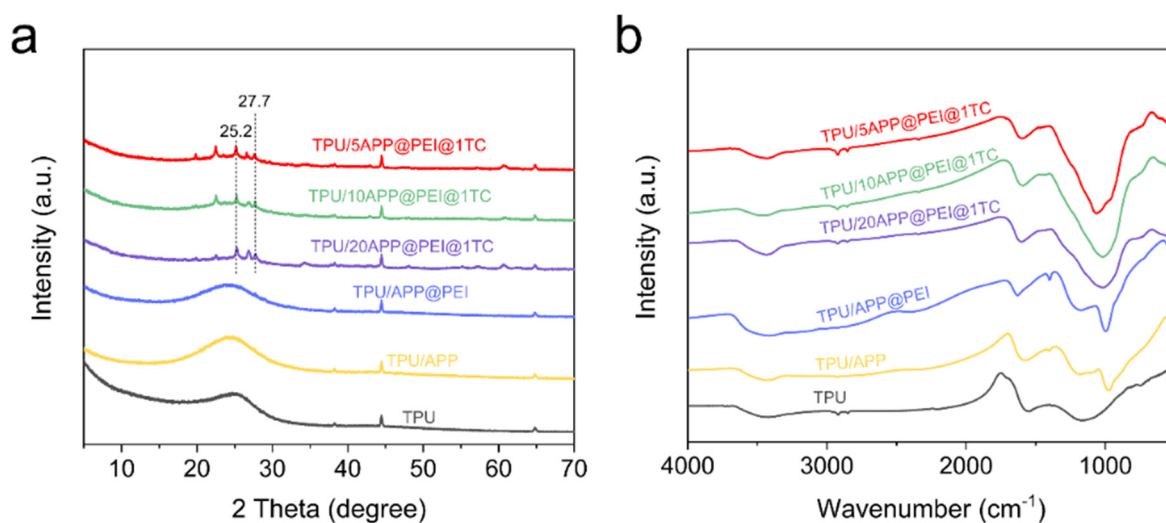 a
Intensity (a.u.)
27.7
25.2
TPU/5APP@PEI@1TC
TPU/10APP@PEI@1TC
TPU/20APP@PEI@1TC
TPU/APP@PEI
TPU/APP
TPU
10 20 30 40 50 60 70
2 Theta (degree)
b
Intensity (a.u.)
TPU/5APP@PEI@1TC
TPU/10APP@PEI@1TC
TPU/20APP@PEI@1TC
TPU/APP@PEI
TPU/APP
TPU
4000 3000 2000 1000
Wavenumber (cm⁻¹)